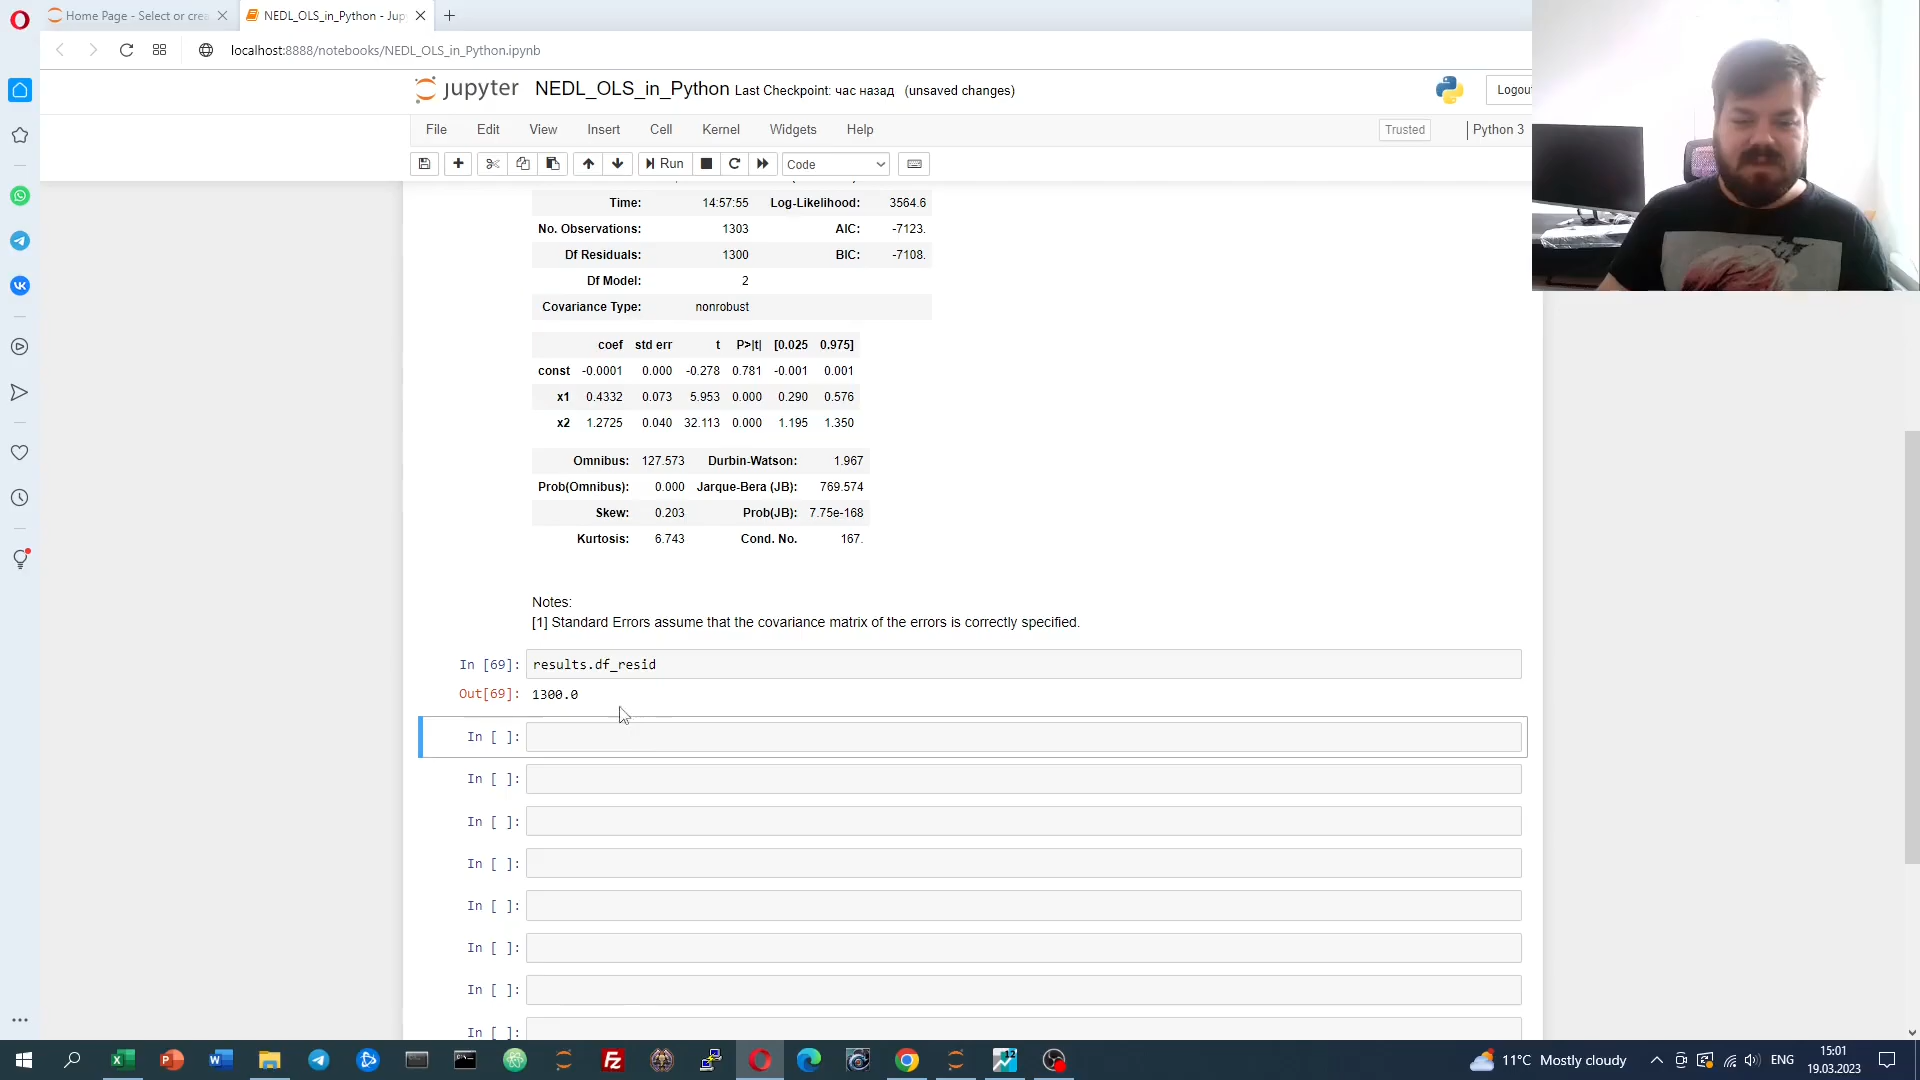 Home Page - Select or crea
NEDL_OLS_in_Python - Jup
localhost:8888/notebooks/NEDL_OLS_in_Python.ipynb
jupyter NEDL_OLS_in_Python Last Checkpoint: час назад (unsaved changes)
Logout
File Edit View Insert Cell Kernel Widgets Help
Trusted
Python 3
Run
Code
Time: 14:57:55 Log-Likelihood: 3564.6
No. Observations: 1303 AIC: -7123.
Df Residuals: 1300 BIC: -7108.
Df Model: 2
Covariance Type: nonrobust
coef std err t P>|t| [0.025 0.975]
const -0.0001 0.000 -0.278 0.781 -0.001 0.001
x1 0.4332 0.073 5.953 0.000 0.290 0.576
x2 1.2725 0.040 32.113 0.000 1.195 1.350
Omnibus: 127.573 Durbin-Watson: 1.967
Prob(Omnibus): 0.000 Jarque-Bera (JB): 769.574
Skew: 0.203 Prob(JB): 7.75e-168
Kurtosis: 6.743 Cond. No. 167.
Notes:
[1] Standard Errors assume that the covariance matrix of the errors is correctly specified.
In [69]: results.df_resid
Out[69]: 1300.0
In [ ]:
In [ ]:
In [ ]:
In [ ]:
In [ ]:
In [ ]:
In [ ]:
In [ ]:
11°C Mostly cloudy
ENG
15:01
19.03.2023